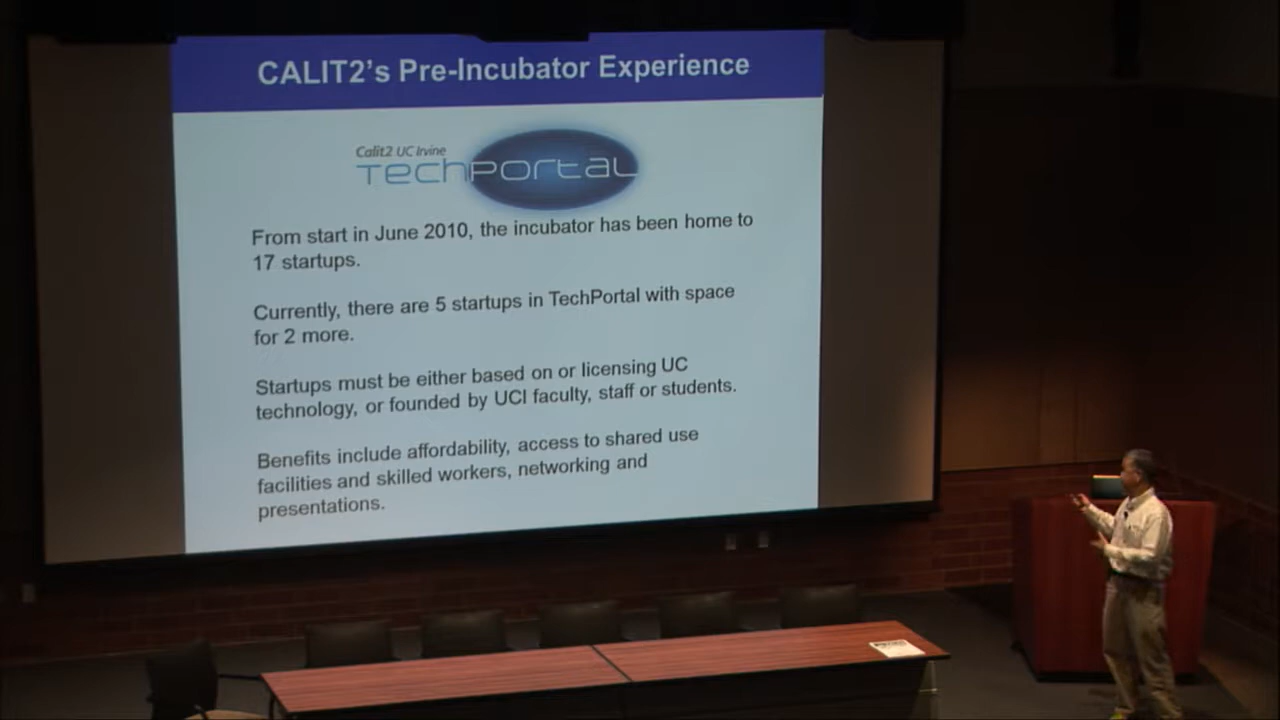 CALIT2's Pre-Incubator Experience
Calit2 UC Irvine
TechPortal
From start in June 2010, the incubator has been home to
17 startups.
Currently, there are 5 startups in TechPortal with space
for 2 more.
Startups must be either based on or licensing UC
technology, or founded by UCI faculty, staff or students.
Benefits include affordability, access to shared use
facilities and skilled workers, networking and
presentations.